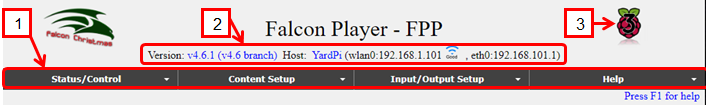 1
2
3
Falcon Christmas
Falcon Player - FPP
3
Version: v4.6.1 (v4.6 branch) Host: YardPi (wlan0:192.168.1.101 Good , eth0:192.168.101.1)
Status/Control Content Setup Input/Output Setup Help
Press F1 for help